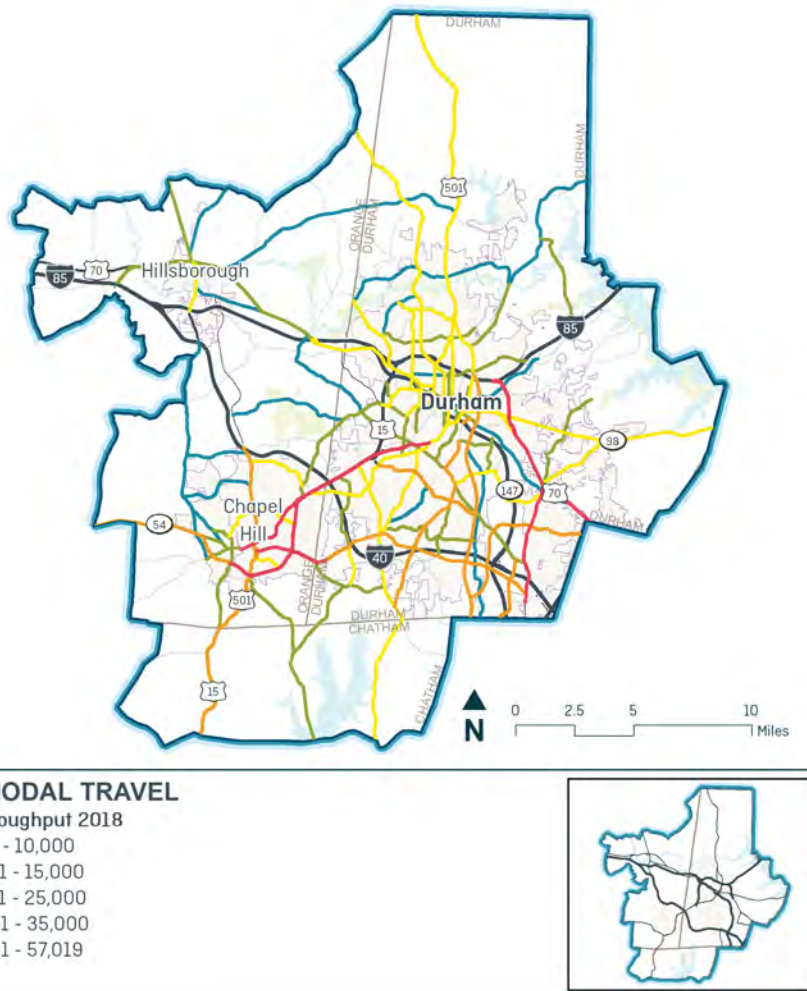 DURHAM
DURHAM
501
ORANGE
DURHAM
70
Hillsborough
85
85
Durham
15
98
147
70
Chapel
Hill
54
DURHAM
40
501
ORANGE
DURHAM
DURHAM
CHATHAM
15
CHATHAM
N
0 2.5 5 10
Miles
ODAL TRAVEL
oughput 2018
- 10,000
1 - 15,000
1 - 25,000
1 - 35,000
1 - 57,019